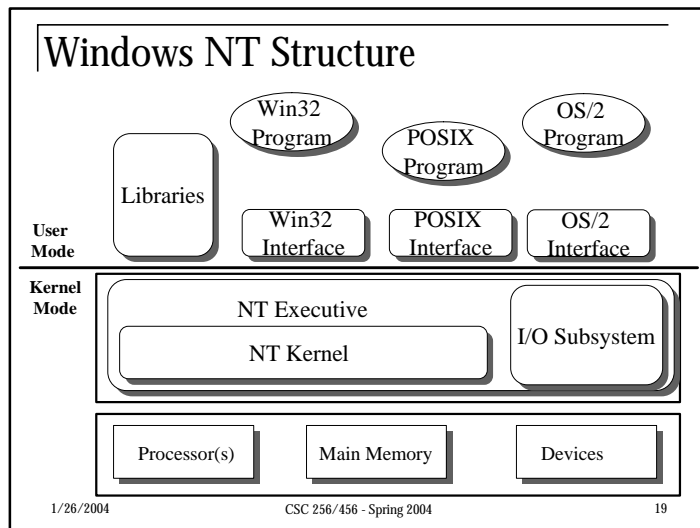 Windows NT Structure
Win32
Program
POSIX
Program
OS/2
Program
Libraries
User
Mode
Win32
Interface
POSIX
Interface
OS/2
Interface
Kernel
Mode
NT Executive
NT Kernel
I/O Subsystem
Processor(s)
Main Memory
Devices
1/26/2004
CSC 256/456 - Spring 2004
19